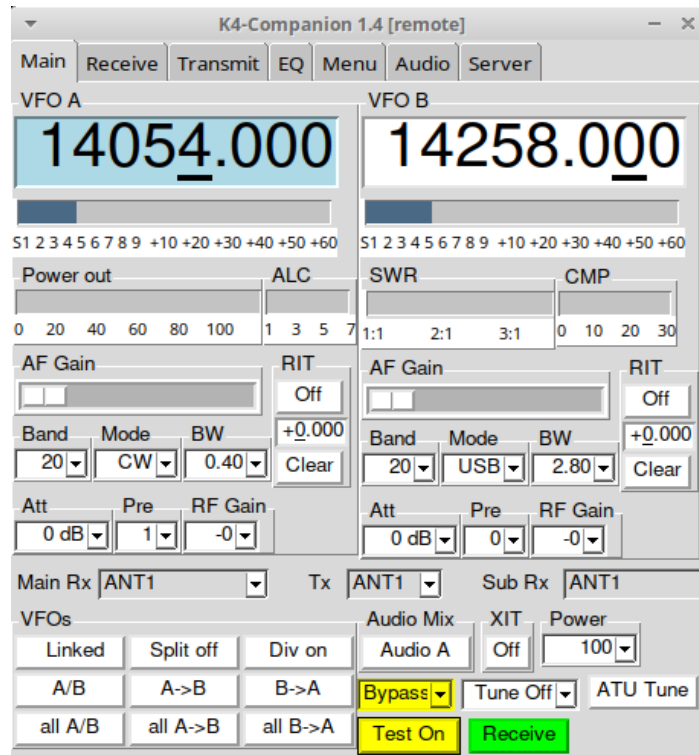 K4-Companion 1.4 [remote]
Main Receive Transmit EQ Menu Audio Server
VFO A VFO B
14054.000 14258.000
S1 2 3 4 5 6 7 8 9 +10 +20 +30 +40 +50 +60 S1 2 3 4 5 6 7 8 9 +10 +20 +30 +40 +50 +60
Power out ALC SWR CMP
0 20 40 60 80 100 1 3 5 7 1:1 2:1 3:1 0 10 20 30
AF Gain RIT AF Gain RIT
Off Off
+0.000 +0.000
Band Mode BW Band Mode BW
20 CW 0.40 Clear 20 USB 2.80 Clear
Att Pre RF Gain Att Pre RF Gain
0 dB 1 -0 0 dB 0 -0
Main Rx ANT1 Tx ANT1 Sub Rx ANT1
VFOs Audio Mix XIT Power
Linked Split off Div on Audio A Off 100
A/B A->B B->A Bypass Tune Off ATU Tune
all A/B all A->B all B->A Test On Receive